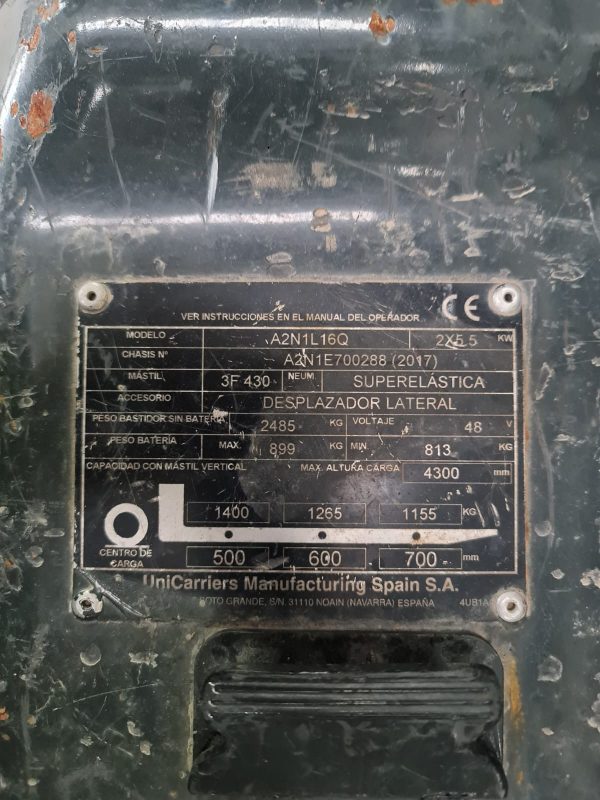 VER INSTRUCCIONES EN EL MANUAL DEL OPERADOR CE
MODELO A2N1L16Q 2X5.5 KW
CHASIS Nº A2N1E700288 (2017)
MÁSTIL 3F 430 NEUM. SUPERELÁSTICA
ACCESORIO DESPLAZADOR LATERAL
PESO BASTIDOR SIN BATERÍA 2485 KG VOLTAJE 48 V
PESO BATERÍA MAX. 899 KG MIN. 813 KG
CAPACIDAD CON MÁSTIL VERTICAL MAX. ALTURA CARGA 4300 mm
1400 1265 1155 KG
CENTRO DE CARGA 500 600 700 mm
UniCarriers Manufacturing Spain S.A.
SOTO GRANDE, S/N. 31110 NOAIN (NAVARRA) ESPAÑA